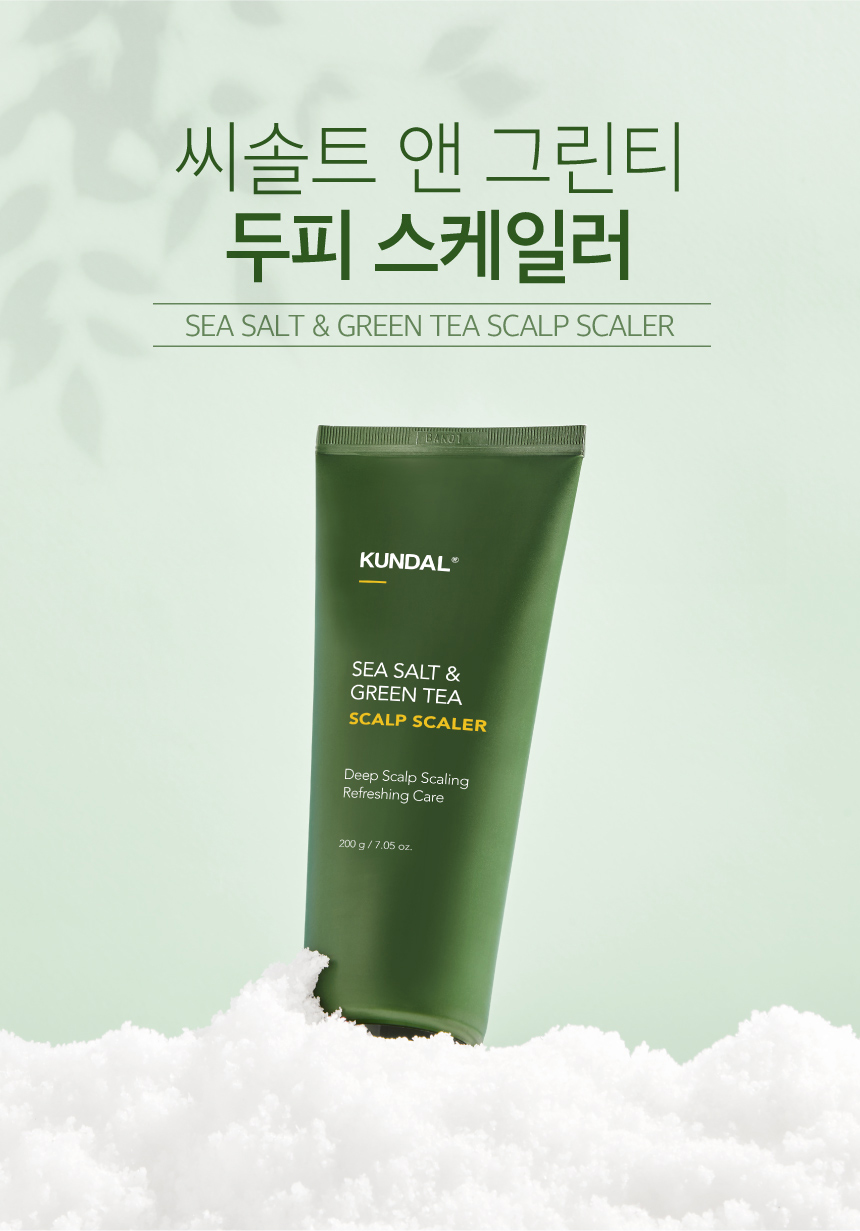 씨솔트 앤 그린티
두피 스케일러
SEA SALT & GREEN TEA SCALP SCALER
KUNDAL®
SEA SALT &
GREEN TEA
SCALP SCALER
Deep Scalp Scaling
Refreshing Care
200 g / 7.05 oz.